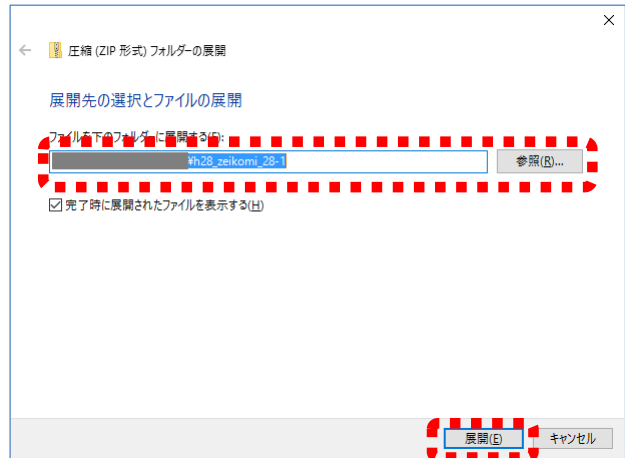 圧縮 (ZIP 形式) フォルダーの展開
展開先の選択とファイルの展開
ファイルを下のフォルダーに展開する(F):
¥h28_zeikomi_28-1
参照(R)...
完了時に展開されたファイルを表示する(H)
展開(E)
キャンセル